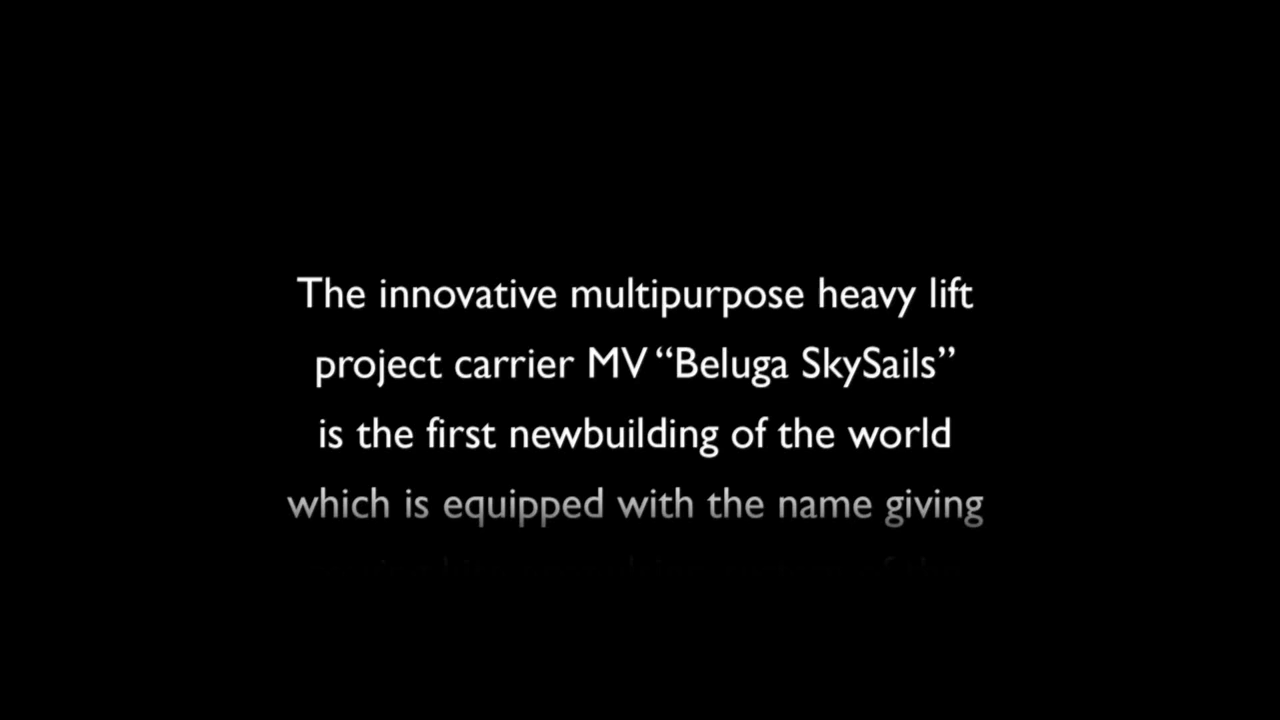 The innovative multipurpose heavy lift
project carrier MV “Beluga SkySails”
is the first newbuilding of the world
which is equipped with the name giving